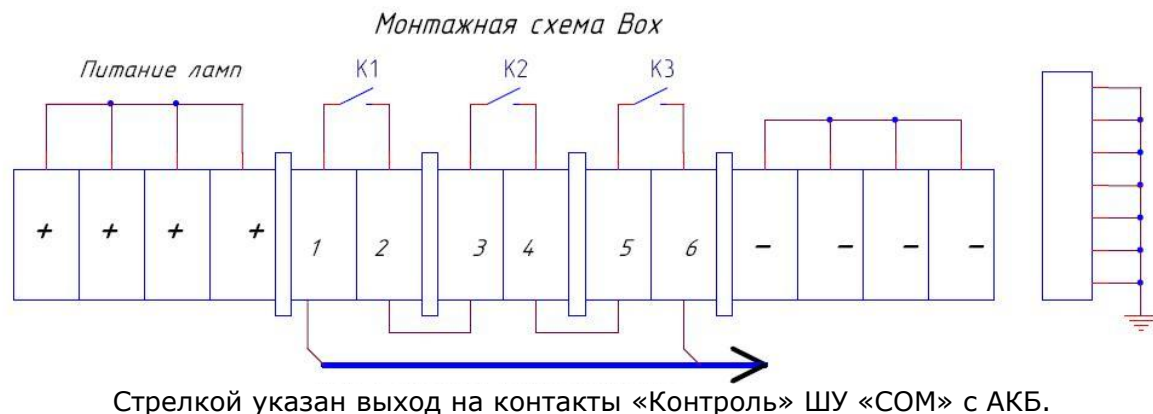 Монтажная схема Box
Питание ламп
K1
K2
K3
+ + + + 1 2 3 4 5 6 − − − −
Стрелкой указан выход на контакты «Контроль» ШУ «СОМ» с АКБ.